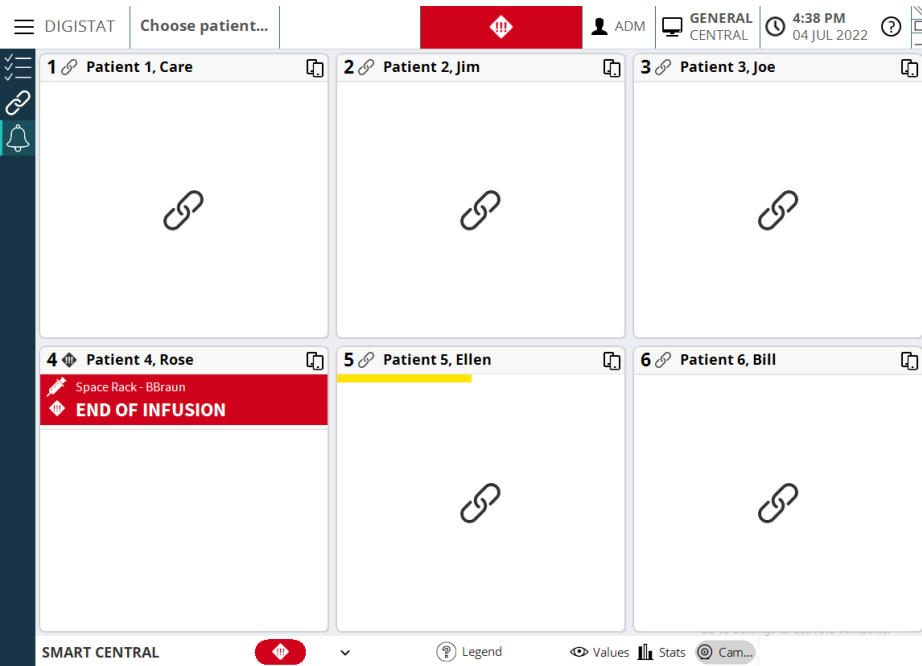 DIGISTAT
Choose patient...
!!!
ADM
GENERAL
CENTRAL
4:38 PM
04 JUL 2022
?
1 Patient 1, Care
2 Patient 2, Jim
3 Patient 3, Joe
4 Patient 4, Rose
5 Patient 5, Ellen
6 Patient 6, Bill
Space Rack - BBraun
!!! END OF INFUSION
SMART CENTRAL
!!!
? Legend
Values
Stats
Cam...